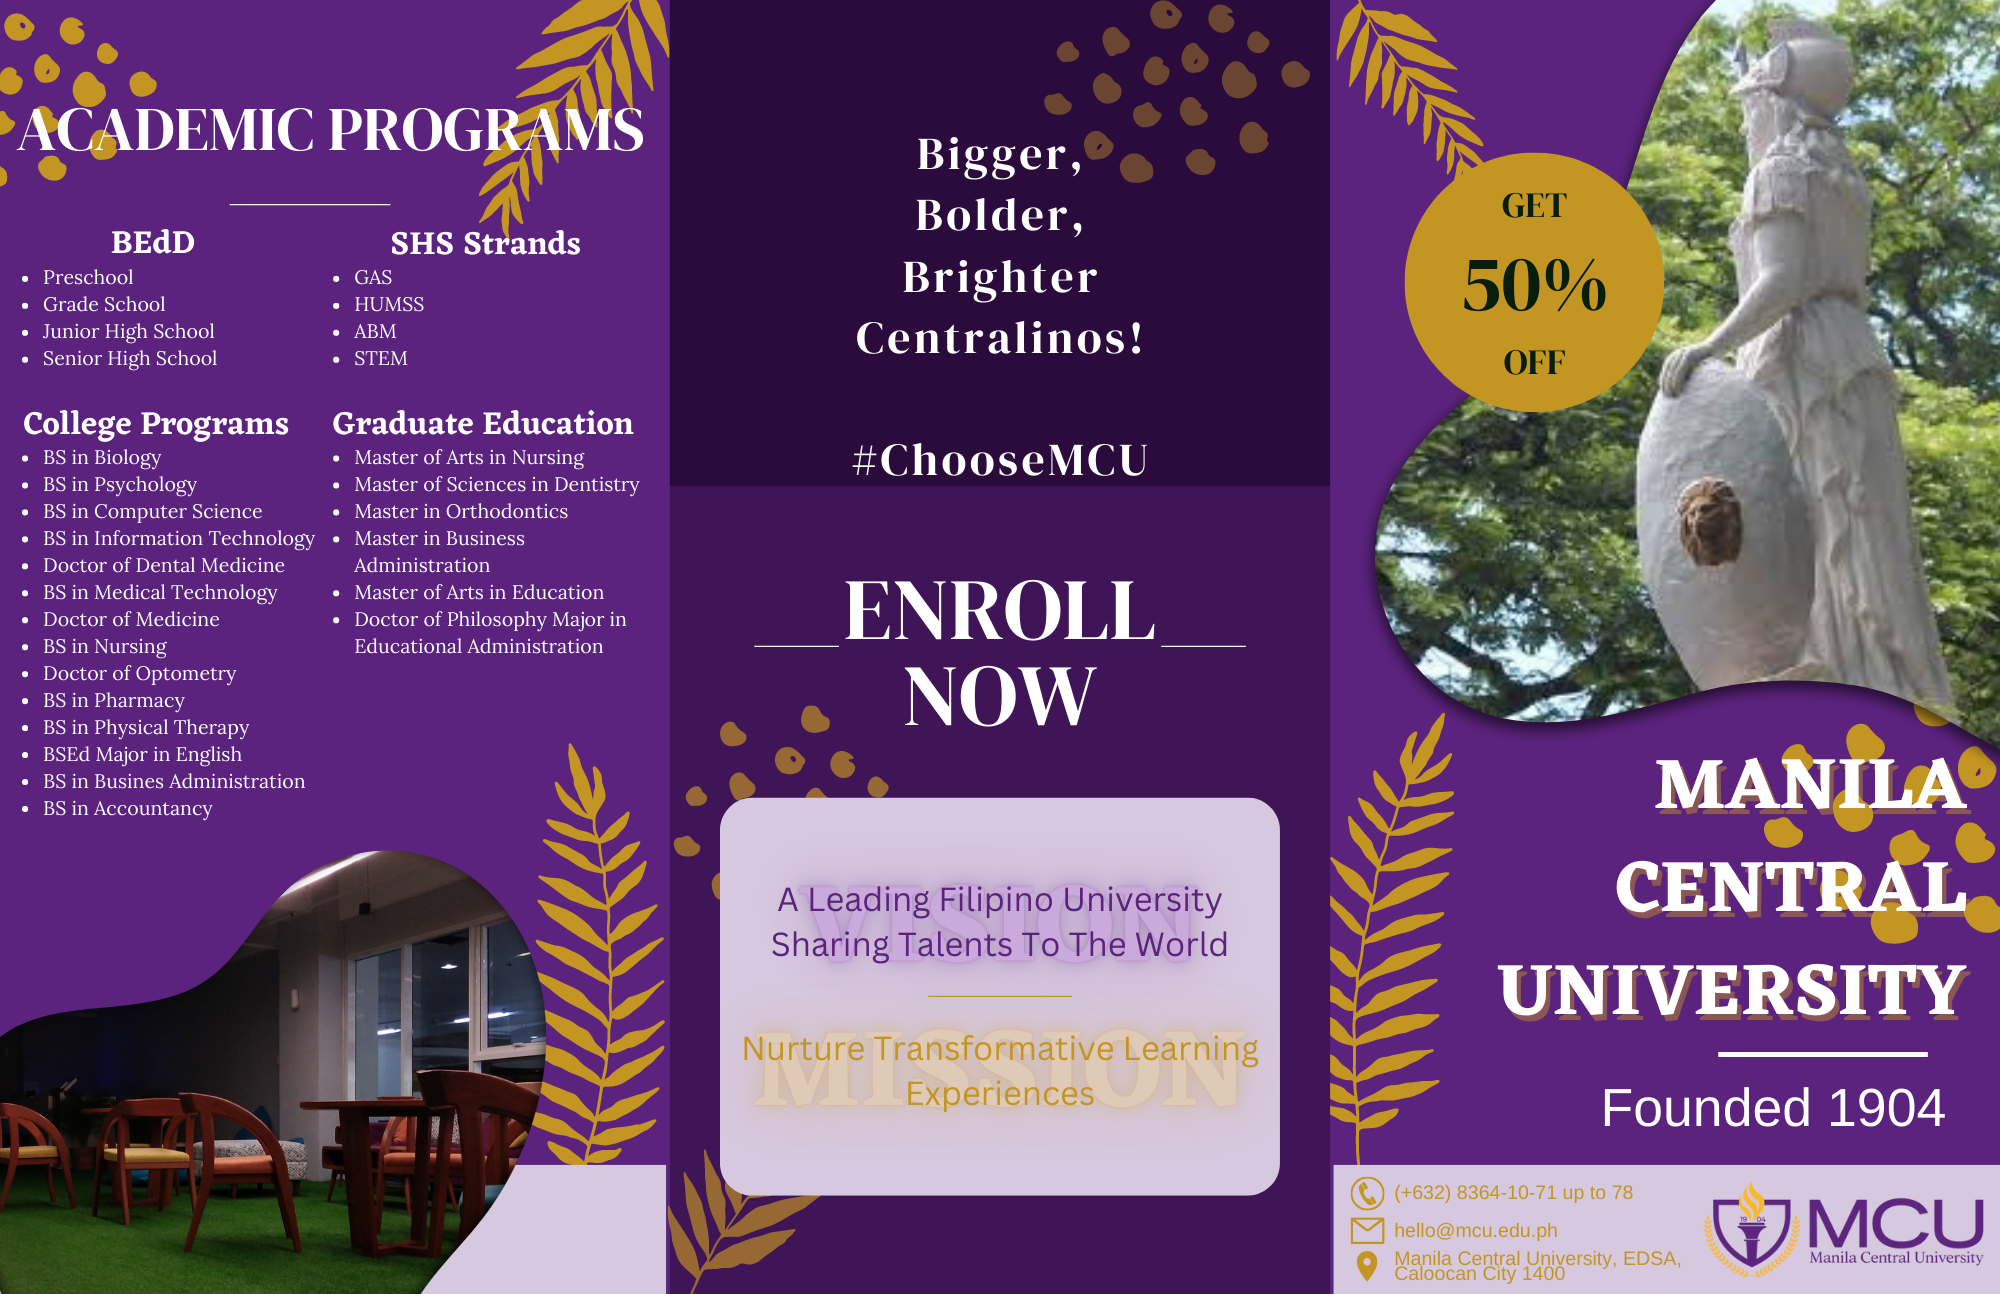 ACADEMIC PROGRAMS
BEdD
Preschool
Grade School
Junior High School
Senior High School
SHS Strands
GAS
HUMSS
ABM
STEM
College Programs
BS in Biology
BS in Psychology
BS in Computer Science
BS in Information Technology
Doctor of Dental Medicine
BS in Medical Technology
Doctor of Medicine
BS in Nursing
Doctor of Optometry
BS in Pharmacy
BS in Physical Therapy
BSEd Major in English
BS in Busines Administration
BS in Accountancy
Graduate Education
Master of Arts in Nursing
Master of Sciences in Dentistry
Master in Orthodontics
Master in Business
Administration
Master of Arts in Education
Doctor of Philosophy Major in
Educational Administration
Bigger,
Bolder,
Brighter
Centralinos!
#ChooseMCU
ENROLL
NOW
VISION
A Leading Filipino University
Sharing Talents To The World
MISSION
Nurture Transformative Learning
Experiences
GET
50%
OFF
MANILA
CENTRAL
UNIVERSITY
Founded 1904
(+632) 8364-10-71 up to 78
hello@mcu.edu.ph
Manila Central University, EDSA,
Caloocan City 1400
19 04
MCU
Manila Central University